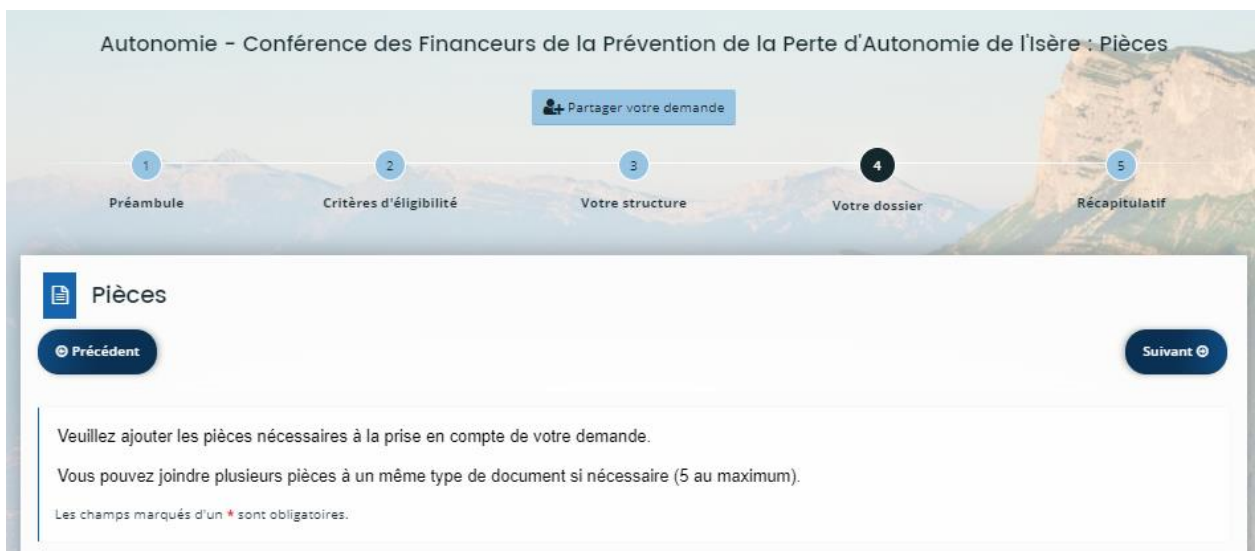 Autonomie - Conférence des Financeurs de la Prévention de la Perte d'Autonomie de l'Isère : Pièces
Partager votre demande
1 2 3 4 5
Préambule Critères d'éligibilité Votre structure Votre dossier Récapitulatif
Pièces
Précédent Suivant
Veuillez ajouter les pièces nécessaires à la prise en compte de votre demande.
Vous pouvez joindre plusieurs pièces à un même type de document si nécessaire (5 au maximum).
Les champs marqués d'un * sont obligatoires.